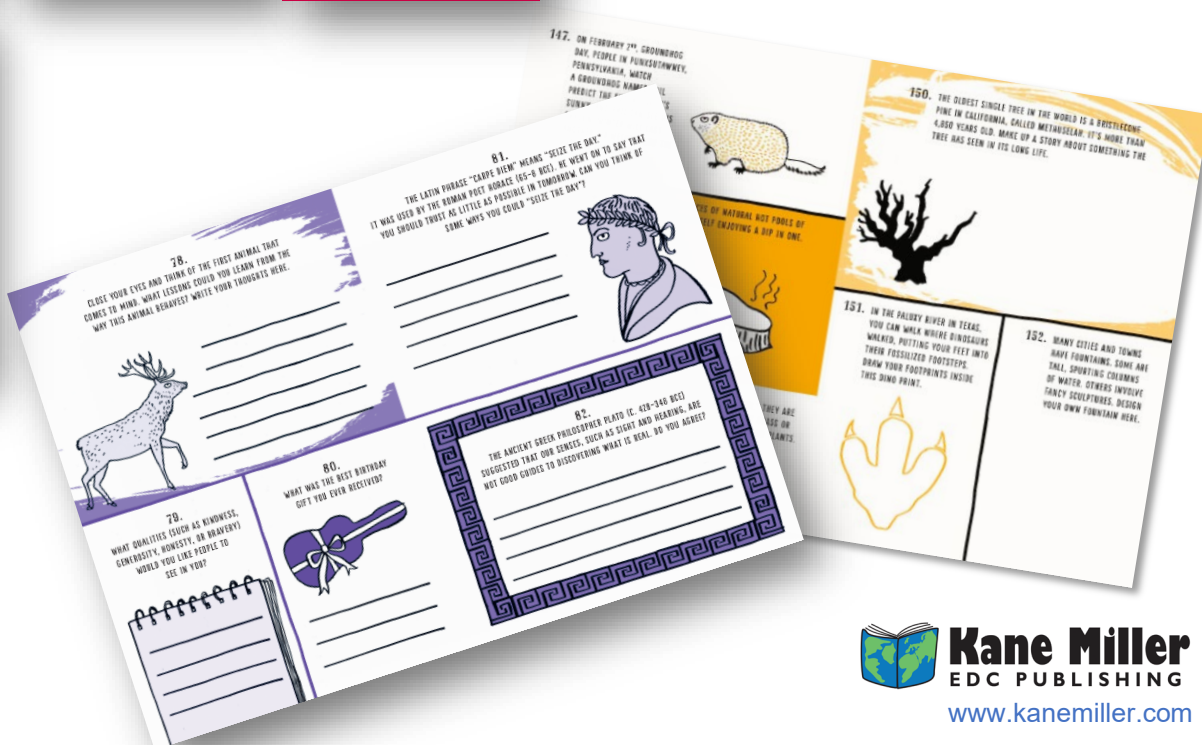 147. ON FEBRUARY 2ND, GROUNDHOG
DAY, PEOPLE IN PUNXSUTAWNEY,
PENNSYLVANIA, WATCH
A GROUNDHOG
PREDICT THE
150. THE OLDEST SINGLE TREE IN THE WORLD IS A BRISTLECONE
PINE IN CALIFORNIA, CALLED METHUSELAH. IT'S MORE THAN
4,850 YEARS OLD. MAKE UP A STORY ABOUT SOMETHING THE
TREE HAS SEEN IN ITS LONG LIFE.
OF NATURAL HOT POOLS OF
ENJOYING A DIP IN ONE.
151. IN THE PALUXY RIVER IN TEXAS,
YOU CAN WALK WHERE DINOSAURS
WALKED, PUTTING YOUR FEET INTO
THEIR FOSSILIZED FOOTSTEPS.
DRAW YOUR FOOTPRINTS INSIDE
THIS DINO PRINT.
152. MANY CITIES AND TOWNS
HAVE FOUNTAINS. SOME ARE
TALL, SPURTING COLUMNS
OF WATER. OTHERS INVOLVE
FANCY SCULPTURES. DESIGN
YOUR OWN FOUNTAIN HERE.
THEY ARE
OR
78.
CLOSE YOUR EYES AND THINK OF THE FIRST ANIMAL THAT
COMES TO MIND. WHAT LESSONS COULD YOU LEARN FROM THE
WAY THIS ANIMAL BEHAVES? WRITE YOUR THOUGHTS HERE.
81.
THE LATIN PHRASE "CARPE DIEM" MEANS "SEIZE THE DAY."
IT WAS USED BY THE ROMAN POET HORACE (65–8 BCE). HE WENT ON TO SAY THAT
YOU SHOULD TRUST AS LITTLE AS POSSIBLE IN TOMORROW. CAN YOU THINK OF
SOME WAYS YOU COULD "SEIZE THE DAY"?
79.
WHAT QUALITIES (SUCH AS KINDNESS,
GENEROSITY, HONESTY, OR BRAVERY)
WOULD YOU LIKE PEOPLE TO
SEE IN YOU?
80.
WHAT WAS THE BEST BIRTHDAY
GIFT YOU EVER RECEIVED?
82.
THE ANCIENT GREEK PHILOSOPHER PLATO (C. 428–348 BCE)
SUGGESTED THAT OUR SENSES, SUCH AS SIGHT AND HEARING, ARE
NOT GOOD GUIDES TO DISCOVERING WHAT IS REAL. DO YOU AGREE?
Kane Miller
EDC PUBLISHING
www.kanemiller.com